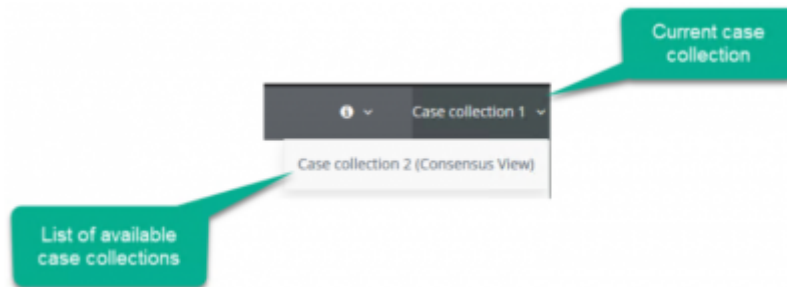 Current case
collection
Case collection 1
Case collection 2 (Consensus View)
List of available
case collections